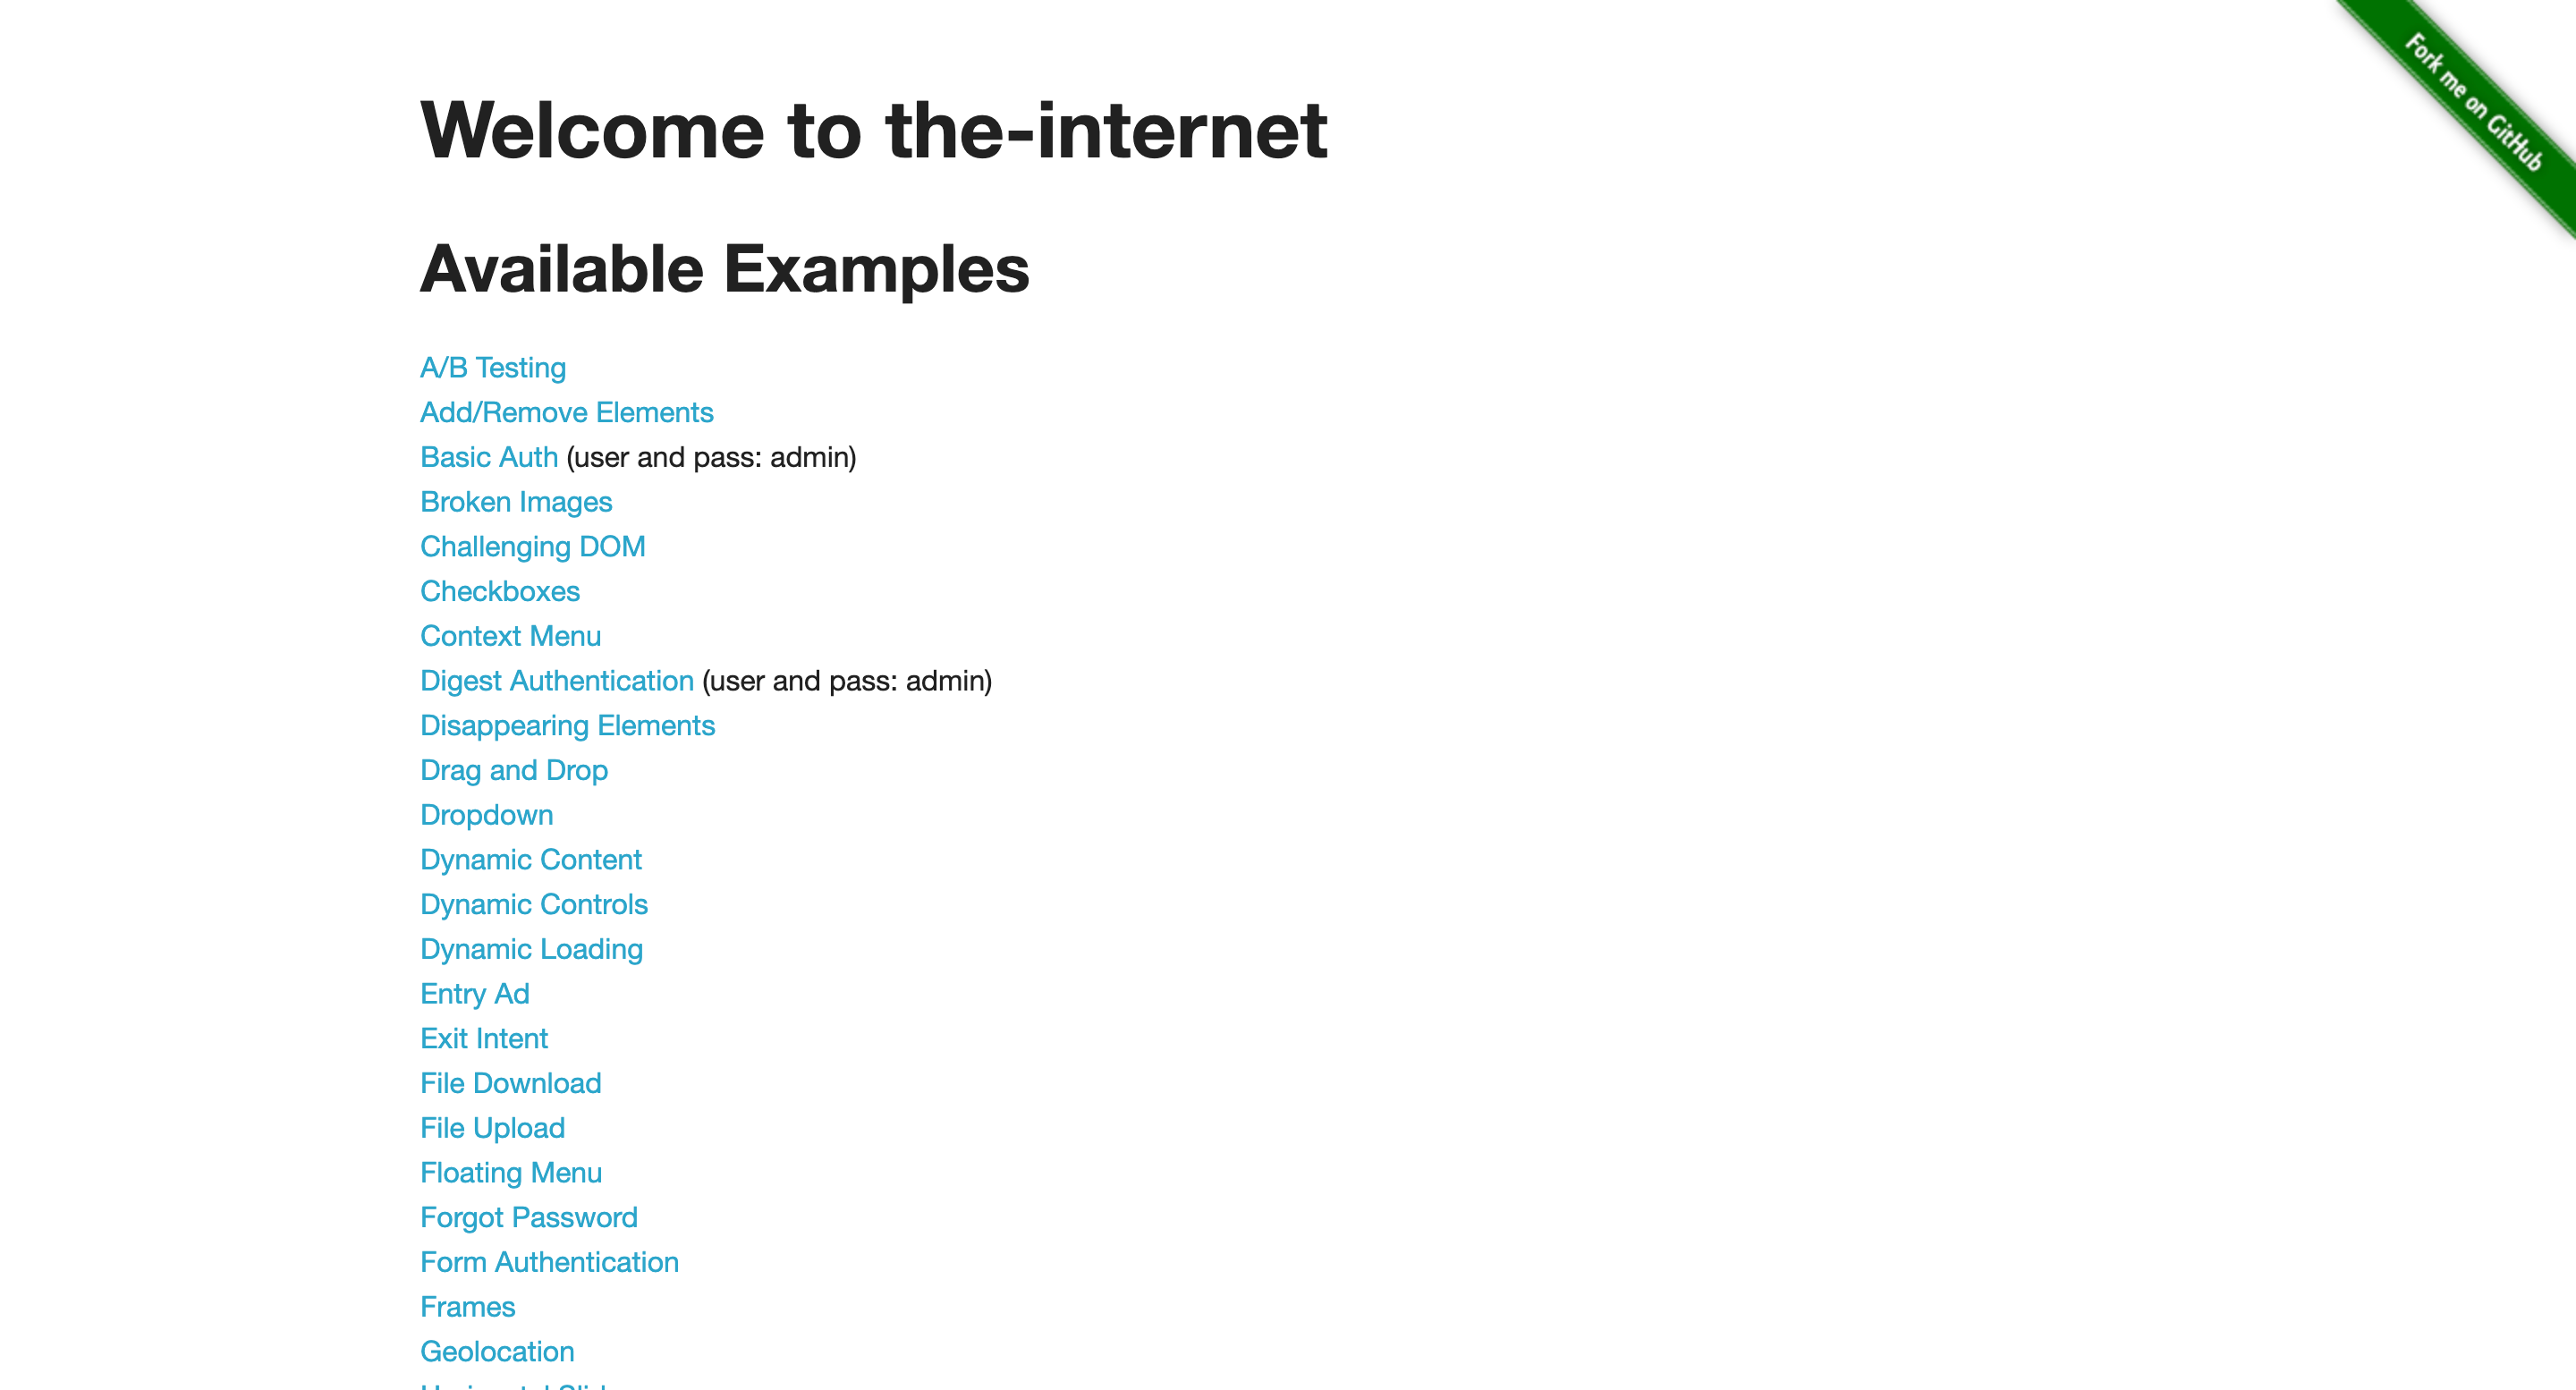 Fork me on GitHub
Welcome to the-internet
Available Examples
A/B Testing
Add/Remove Elements
Basic Auth (user and pass: admin)
Broken Images
Challenging DOM
Checkboxes
Context Menu
Digest Authentication (user and pass: admin)
Disappearing Elements
Drag and Drop
Dropdown
Dynamic Content
Dynamic Controls
Dynamic Loading
Entry Ad
Exit Intent
File Download
File Upload
Floating Menu
Forgot Password
Form Authentication
Frames
Geolocation